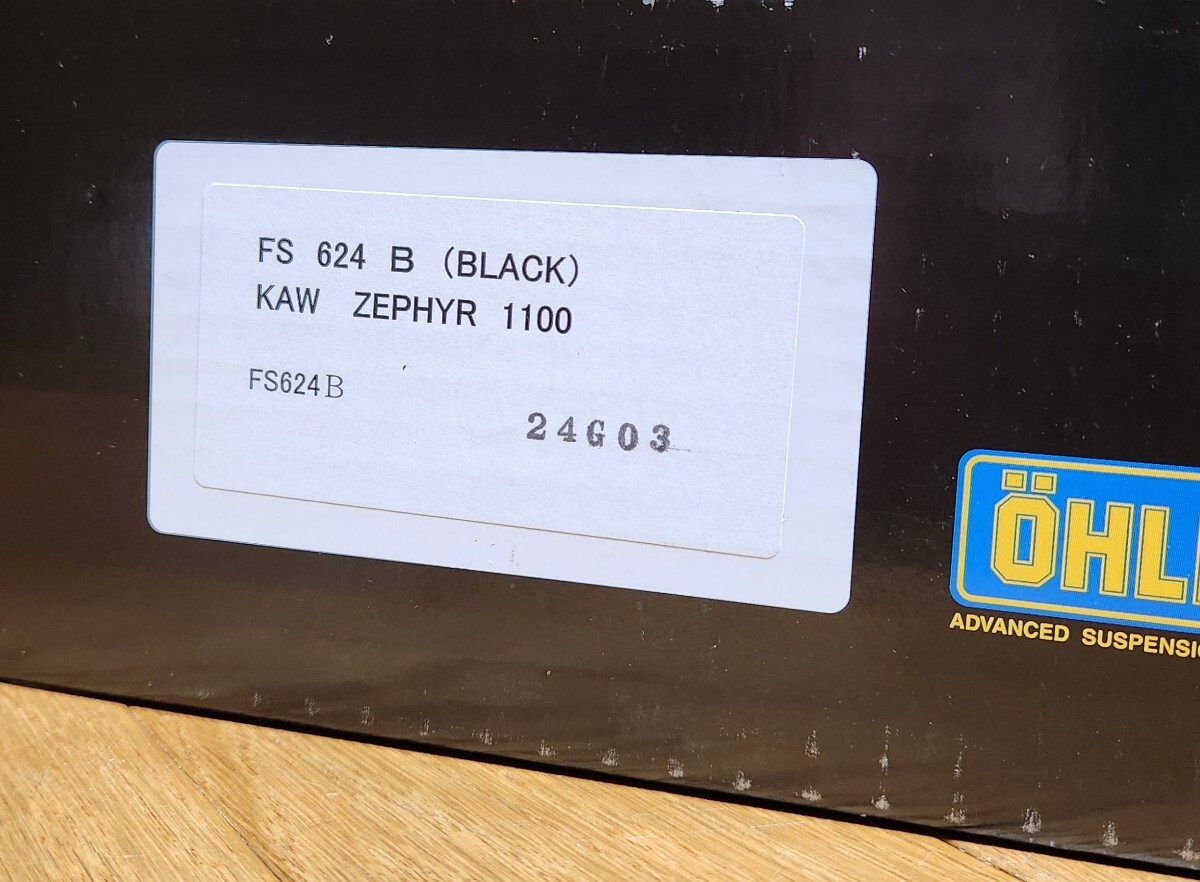 FS 624 B (BLACK)
KAW ZEPHYR 1100
FS624B
24G03
ÖHL
ADVANCED SUSPENSI